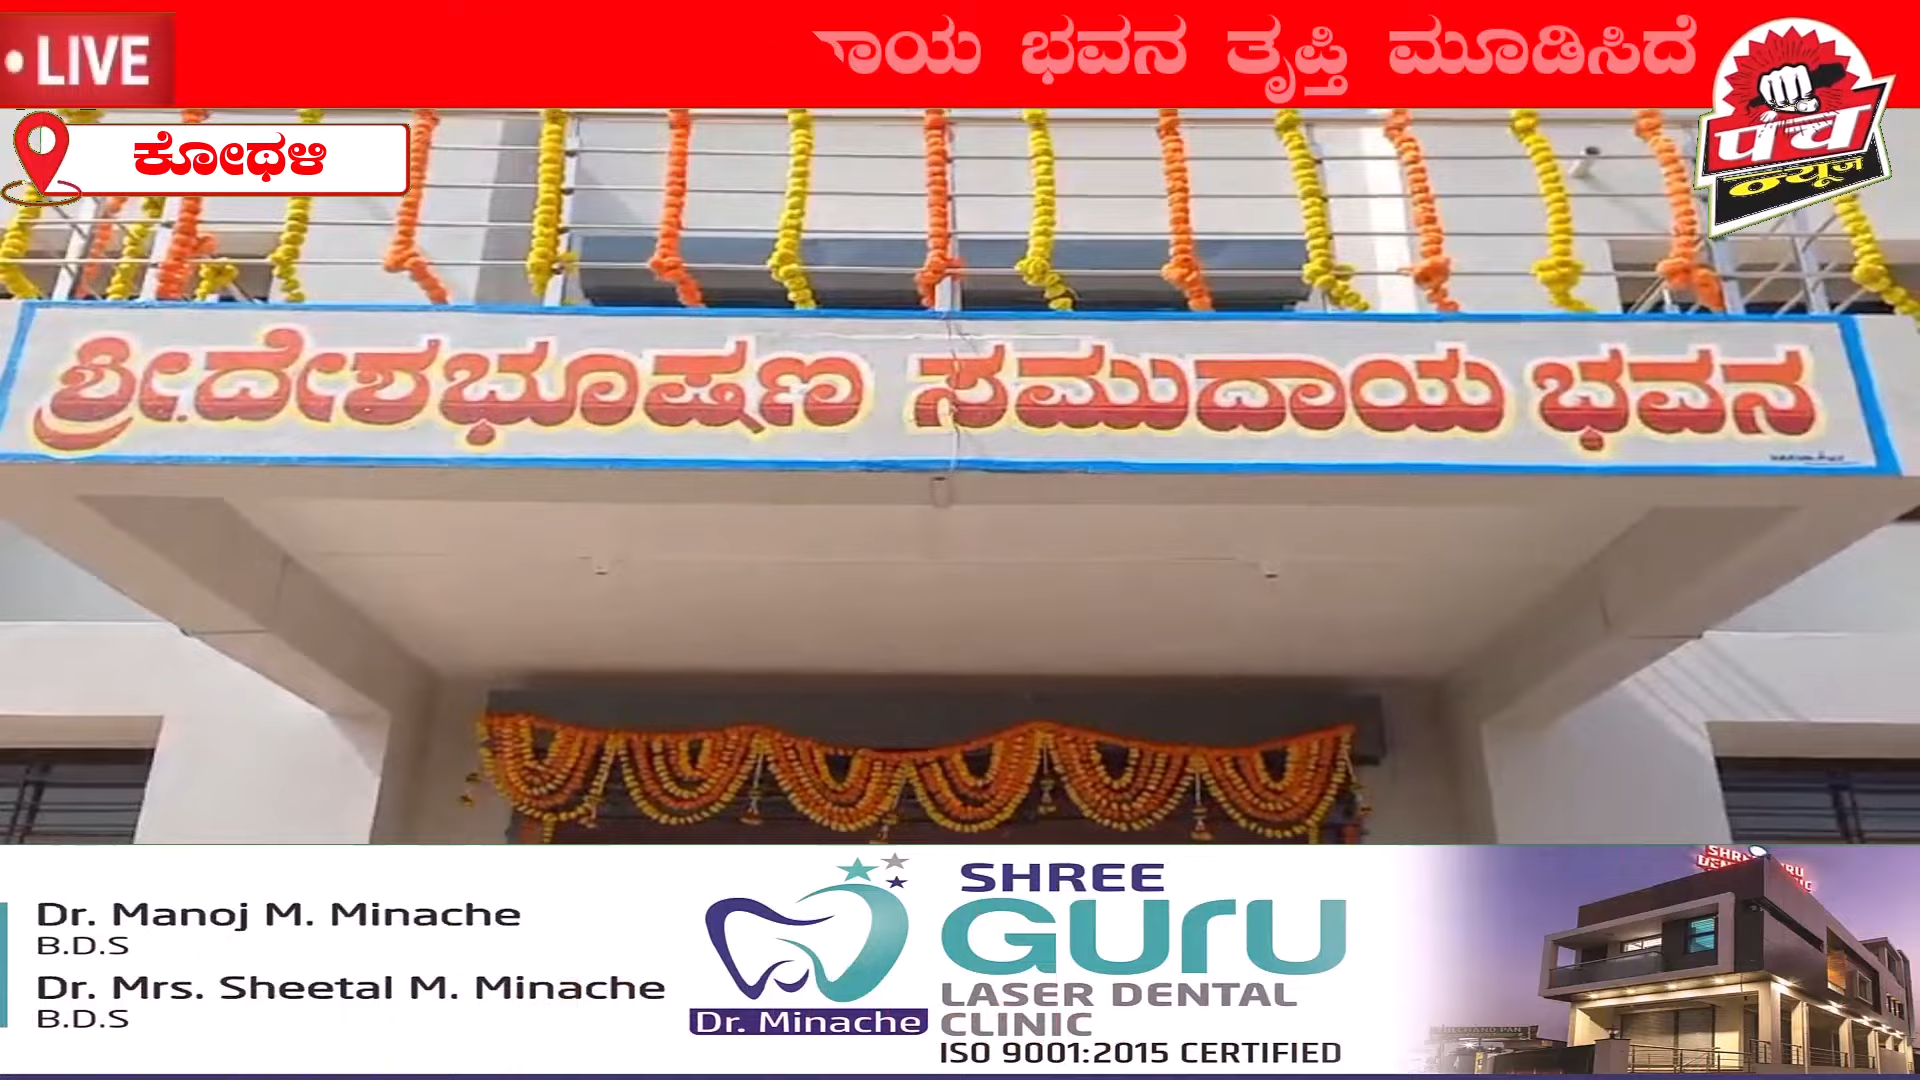 LIVE
ಭವನ ತೃಪ್ತಿ ಮೂಡಿಸಿದೆ
ಕೋಥಳಿ
पंच
न्यूज
ಶ್ರೀ.ದೇಶಭೂಷಣ ಸಮುದಾಯ ಭವನ
Dr. Manoj M. Minache
B.D.S
Dr. Mrs. Sheetal M. Minache
B.D.S
Dr. Minache
SHREE
GURU
LASER DENTAL
CLINIC
ISO 9001:2015 CERTIFIED